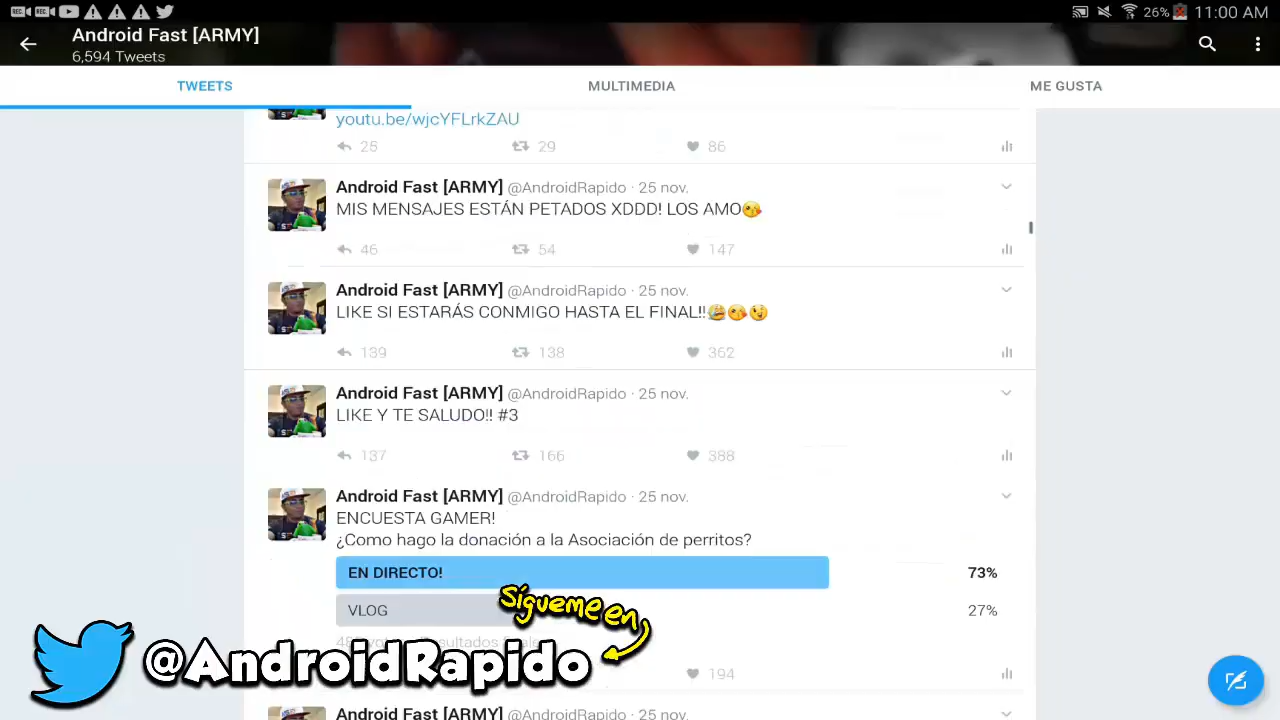 REC REC 26% 11:00 AM
Android Fast [ARMY]
6,594 Tweets
TWEETS MULTIMEDIA ME GUSTA
youtu.be/wjcYFLrkZAU
25 29 86
Android Fast [ARMY] @AndroidRapido · 25 nov.
MIS MENSAJES ESTÁN PETADOS XDDD! LOS AMO😘
46 54 147
Android Fast [ARMY] @AndroidRapido · 25 nov.
LIKE SI ESTARÁS CONMIGO HASTA EL FINAL!!
139 138 362
Android Fast [ARMY] @AndroidRapido · 25 nov.
LIKE Y TE SALUDO!! #3
137 166 388
Android Fast [ARMY] @AndroidRapido · 25 nov.
ENCUESTA GAMER!
¿Como hago la donación a la Asociación de perritos?
EN DIRECTO! 73%
VLOG 27%
Sígueme en
@AndroidRapido
194
Android Fast [ARMY] @AndroidRapido · 25 nov.